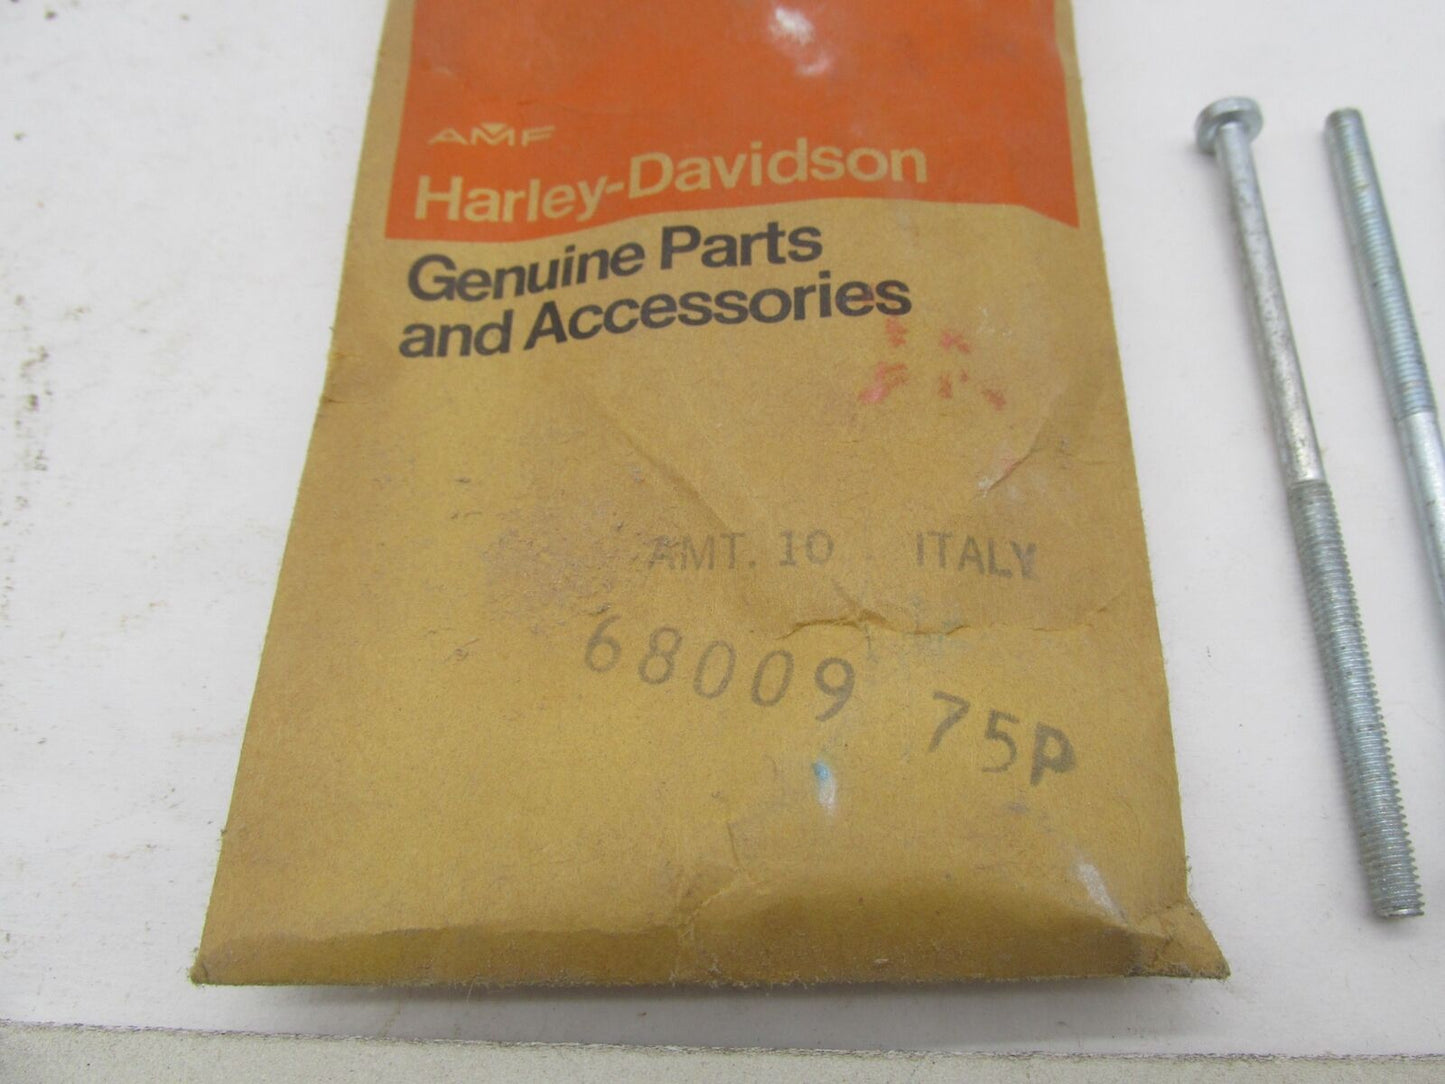 AMF
Harley-Davidson
Genuine Parts
and Accessories
AMT. 10 ITALY
68009 75P